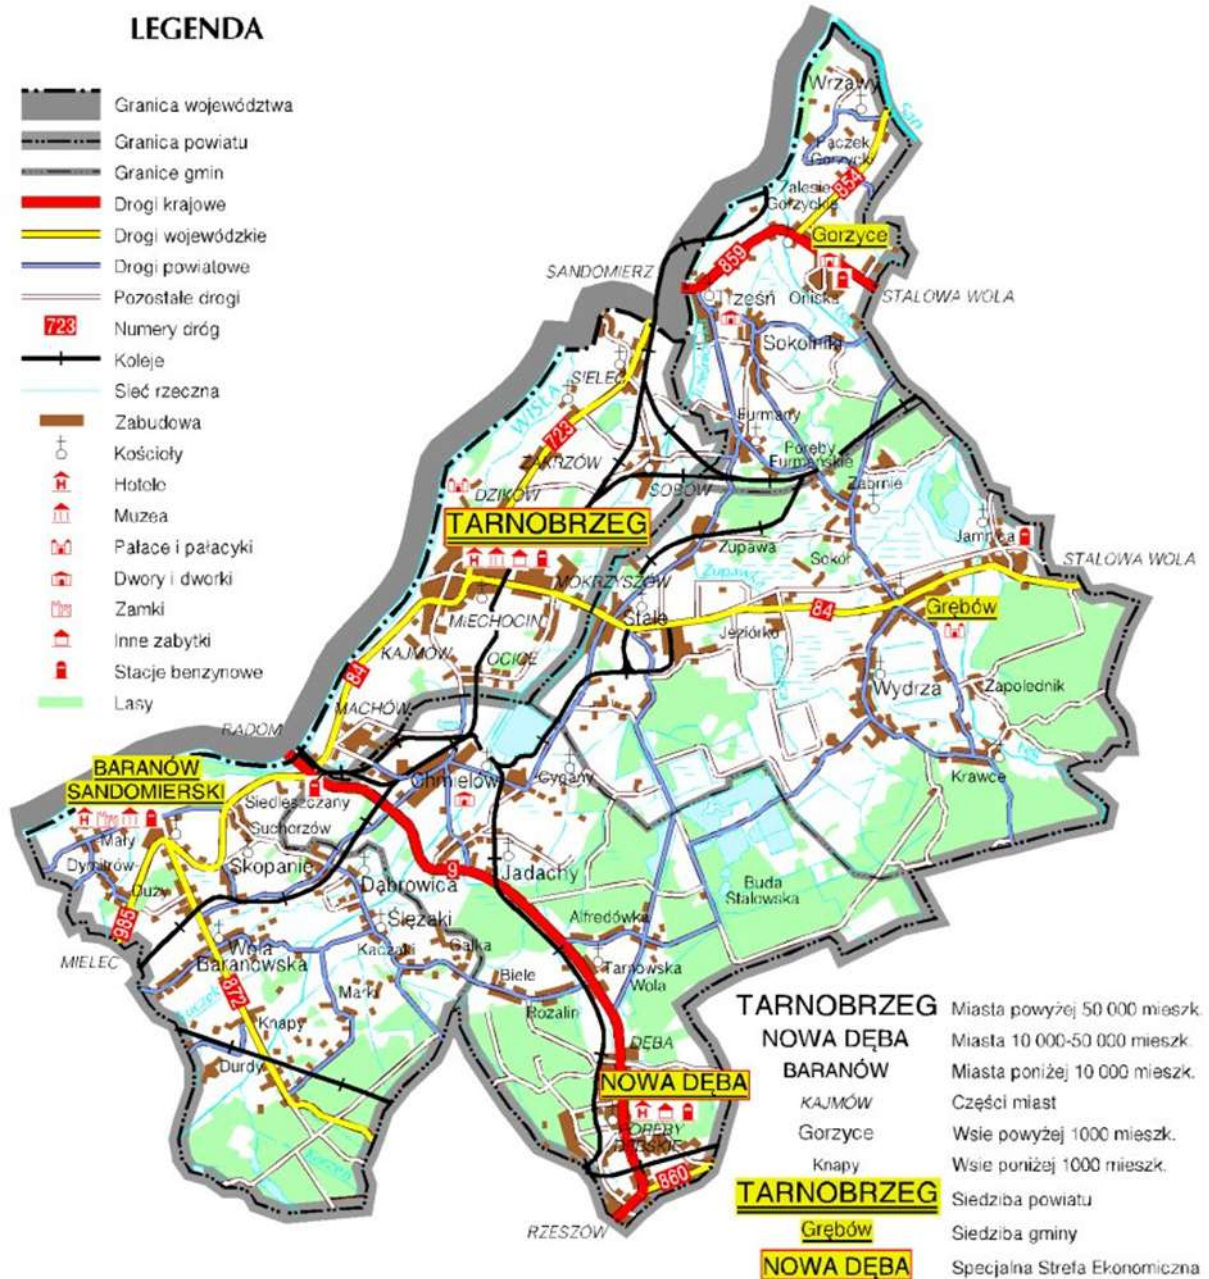 LEGENDA
Granica województwa
Granica powiatu
Granice gmin
Drogi krajowe
Drogi wojewódzkie
Drogi powiatowe
Pozostałe drogi
723 Numery dróg
Koleje
Sieć rzeczna
Zabudowa
Kościoły
H Hotele
Muzea
Pałace i pałacyki
Dwory i dworki
Zamki
Inne zabytki
Stacje benzynowe
Lasy
Wrzawy
San
Pączek
Gorzycki
854
Zalesie
Gorzyckie
Gorzyce
859
SANDOMIERZ
STALOWA WOLA
Trześń
Orliska
Sokolniki
SIELEC
WISŁA
723
Furmany
ZAKRZÓW
Poręby
Furmańskie
DZIKÓW
SOBÓW
Zabrnie
TARNOBRZEG
H
Żupawa
Sokół
Jamnica
STALOWA WOLA
MOKRZYSZÓW
Żupawa
Stale
84
Grębów
MIECHOCIN
Jeziórko
KAJMÓW
OCICE
84
Wydrza
Zapolednik
MACHÓW
RADOM
BARANÓW
SANDOMIERSKI
Chmielów
Cygany
Krawce
Siedleszczany
H
Suchorzów
Mały
Dymitrów
Duży
Skopanie
Dąbrowica
9
Jadachy
Buda
Stalowska
985
Ślęzaki
Alfredówka
MIELEC
Wola
Baranowska
Kaczaki
Gałka
Biele
Tarnowska
Wola
872
Marki
Rozalin
Knapy
DĘBA
Durdy
NOWA DĘBA
H
PORĘBY
DĘBSKIE
860
RZESZÓW
TARNOBRZEG Miasta powyżej 50 000 mieszk.
NOWA DĘBA Miasta 10 000-50 000 mieszk.
BARANÓW Miasta poniżej 10 000 mieszk.
KAJMÓW Części miast
Gorzyce Wsie powyżej 1000 mieszk.
Knapy Wsie poniżej 1000 mieszk.
TARNOBRZEG Siedziba powiatu
Grębów Siedziba gminy
NOWA DĘBA Specjalna Strefa Ekonomiczna